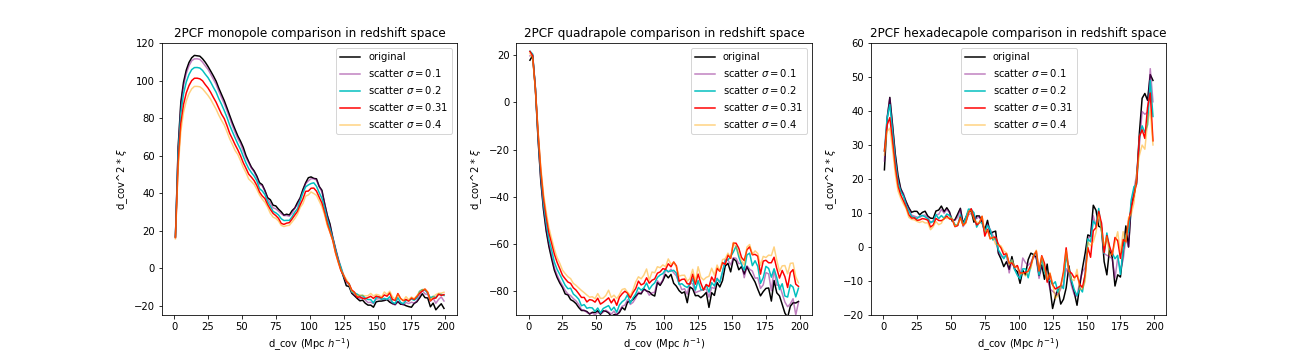 2PCF monopole comparison in redshift space
120
100
80
60
40
20
0
−20
d_cov^2 * ξ
0 25 50 75 100 125 150 175 200
d_cov (Mpc h⁻¹)
original
scatter σ = 0.1
scatter σ = 0.2
scatter σ = 0.31
scatter σ = 0.4
2PCF quadrapole comparison in redshift space
20
0
−20
−40
−60
−80
d_cov^2 * ξ
0 25 50 75 100 125 150 175 200
d_cov (Mpc h⁻¹)
original
scatter σ = 0.1
scatter σ = 0.2
scatter σ = 0.31
scatter σ = 0.4
2PCF hexadecapole comparison in redshift space
60
50
40
30
20
10
0
−10
−20
d_cov^2 * ξ
0 25 50 75 100 125 150 175 200
d_cov (Mpc h⁻¹)
original
scatter σ = 0.1
scatter σ = 0.2
scatter σ = 0.31
scatter σ = 0.4